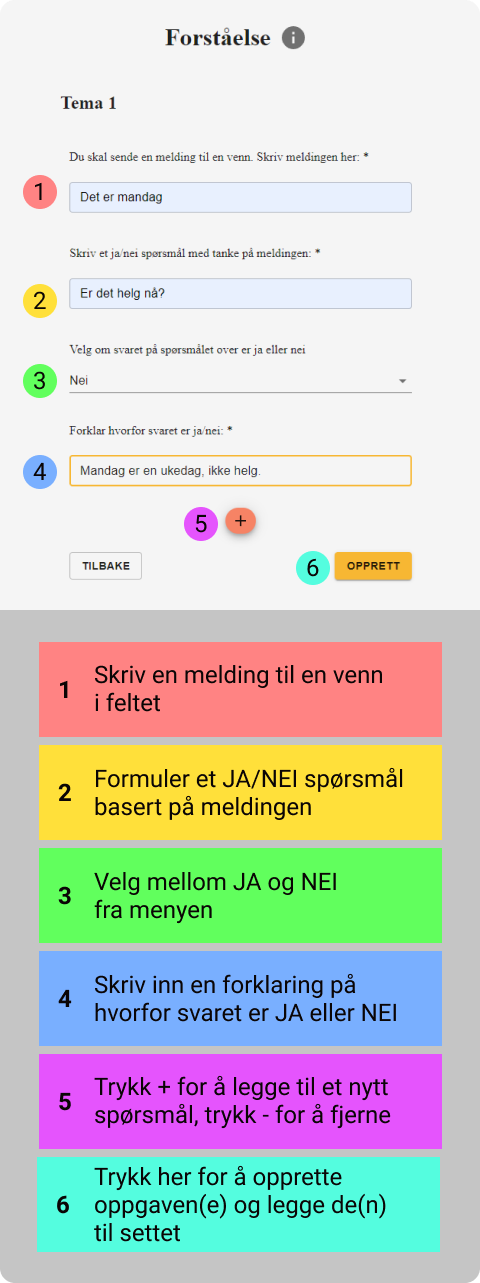 Forståelse
Tema 1
Du skal sende en melding til en venn. Skriv meldingen her: *
1
Det er mandag
Skriv et ja/nei spørsmål med tanke på meldingen: *
2
Er det helg nå?
Velg om svaret på spørsmålet over er ja eller nei
3
Nei
Forklar hvorfor svaret er ja/nei: *
4
Mandag er en ukedag, ikke helg.
5
+
TILBAKE
6
OPPRETT
1 Skriv en melding til en venn
i feltet
2 Formuler et JA/NEI spørsmål
basert på meldingen
3 Velg mellom JA og NEI
fra menyen
4 Skriv inn en forklaring på
hvorfor svaret er JA eller NEI
5 Trykk + for å legge til et nytt
spørsmål, trykk - for å fjerne
6 Trykk her for å opprette
oppgaven(e) og legge de(n)
til settet